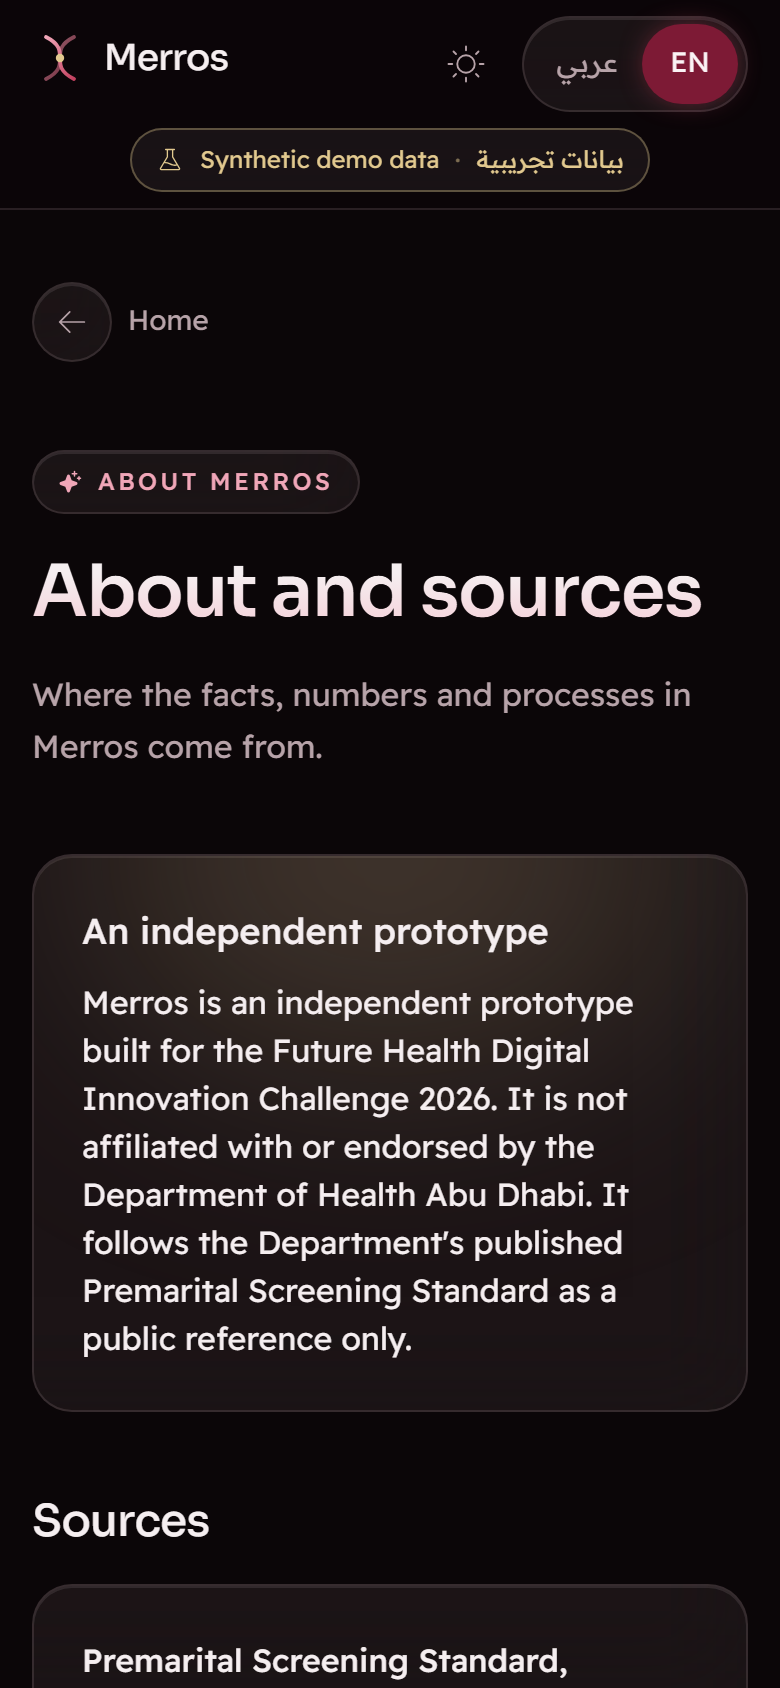 Merros
عربي
EN
Synthetic demo data · بيانات تجريبية
Home
ABOUT MERROS
About and sources
Where the facts, numbers and processes in
Merros come from.
An independent prototype
Merros is an independent prototype
built for the Future Health Digital
Innovation Challenge 2026. It is not
affiliated with or endorsed by the
Department of Health Abu Dhabi. It
follows the Department's published
Premarital Screening Standard as a
public reference only.
Sources
Premarital Screening Standard,